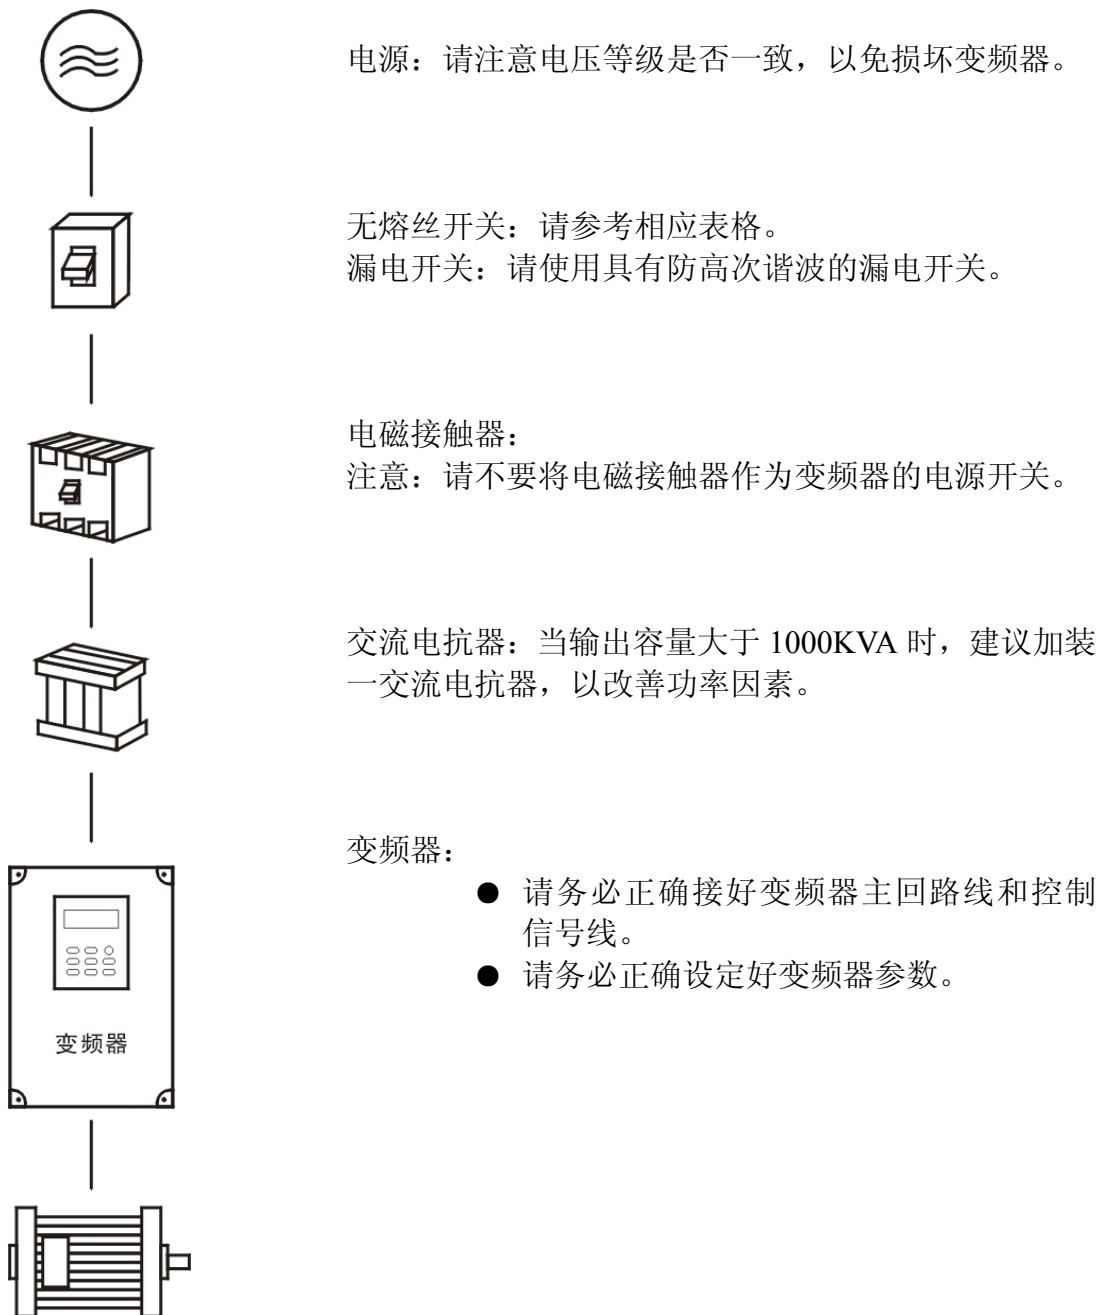 电源：请注意电压等级是否一致，以免损坏变频器。
无熔丝开关：请参考相应表格。
漏电开关：请使用具有防高次谐波的漏电开关。
电磁接触器：
注意：请不要将电磁接触器作为变频器的电源开关。
交流电抗器：当输出容量大于 1000KVA 时，建议加装
一交流电抗器，以改善功率因素。
变频器：
● 请务必正确接好变频器主回路线和控制
信号线。
● 请务必正确设定好变频器参数。
变频器